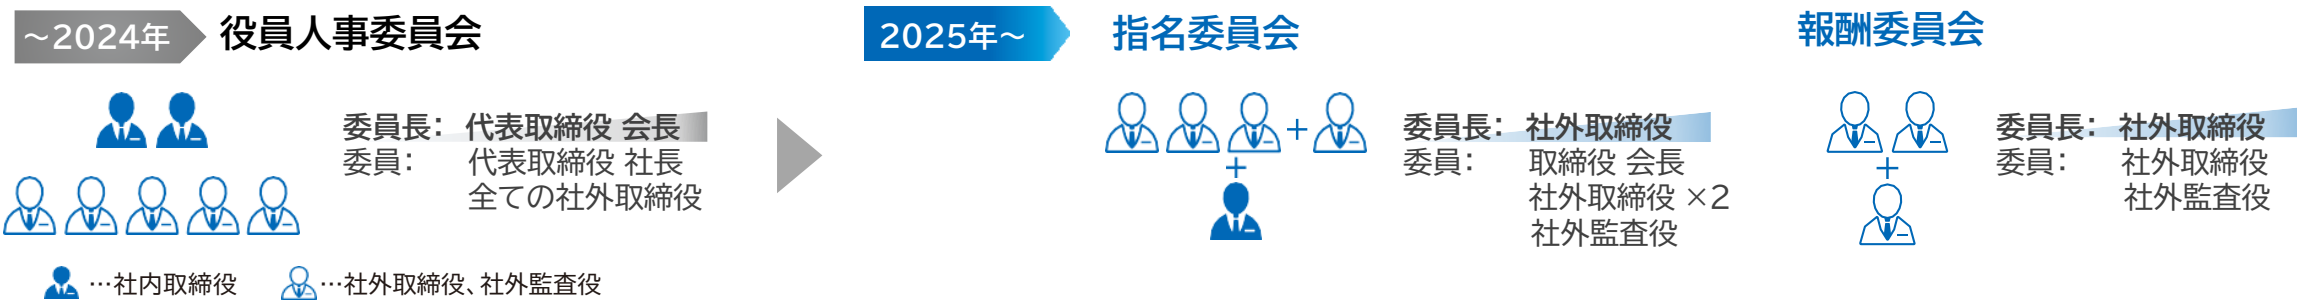 ～2024年
役員人事委員会
委員長： 代表取締役 会長
委員： 代表取締役 社長
全ての社外取締役
…社内取締役
…社外取締役、社外監査役
2025年～
指名委員会
+
+
委員長： 社外取締役
委員： 取締役 会長
社外取締役 ×2
社外監査役
報酬委員会
+
委員長： 社外取締役
委員： 社外取締役
社外監査役